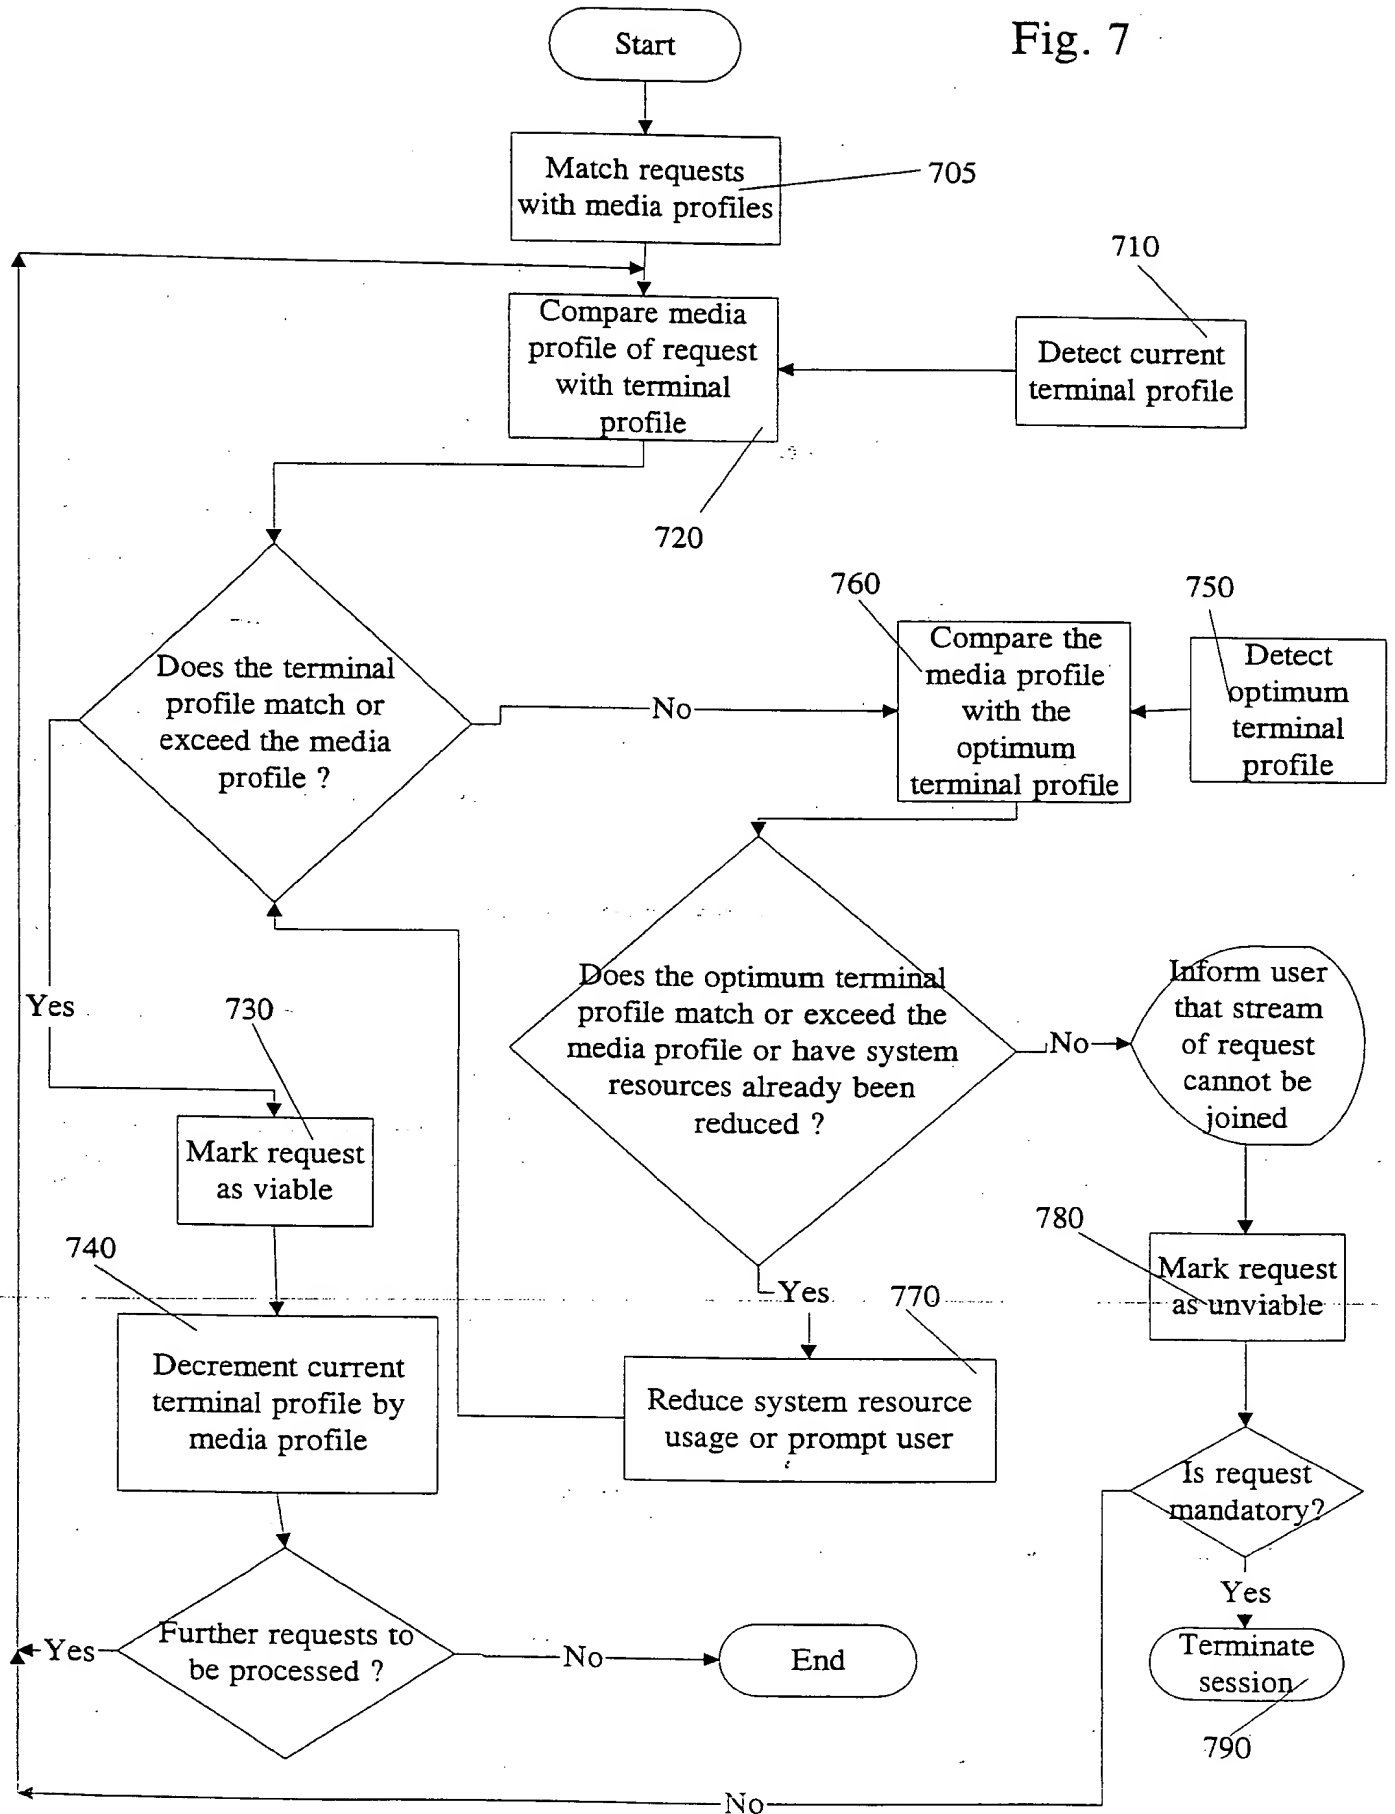 Fig. 7
Start
Match requests
with media profiles
705
710
Compare media
profile of request
with terminal
profile
Detect current
terminal profile
720
760
750
Does the terminal
profile match or
exceed the media
profile ?
No
Compare the
media profile
with the
optimum
terminal profile
Detect
optimum
terminal
profile
Yes
730
Does the optimum terminal
profile match or exceed the
media profile or have system
resources already been
reduced ?
No
Inform user
that stream
of request
cannot be
joined
Mark request
as viable
740
Yes
770
780
Mark request
as unviable
Decrement current
terminal profile by
media profile
Reduce system resource
usage or prompt user
Is request
mandatory?
Yes
Further requests to
be processed ?
Yes
No
End
Terminate
session
790
No